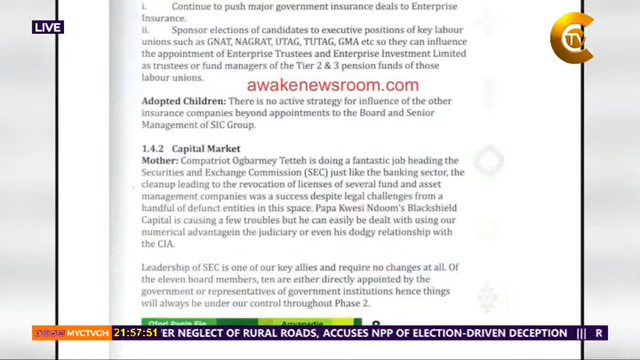 LIVE
C
TV
i. Continue to push major government insurance deals to Enterprise
Insurance.
ii. Sponsor elections of candidates to executive positions of key labour
unions such as GNAT, NAGRAT, UTAG, TUTAG, GMA etc so they can influence
the appointment of Enterprise Trustees and Enterprise Investment Limited
as trustees or fund managers of the Tier 2 & 3 pension funds of those
labour unions.
awakenewsroom.com
Adopted Children: There is no active strategy for influence of the other
insurance companies beyond appointments to the Board and Senior
Management of SIC Group.
1.4.2 Capital Market
Mother: Compatriot Ogbarmey Tetteh is doing a fantastic job heading the
Securities and Exchange Commission (SEC) just like the banking sector, the
cleanup leading to the revocation of licenses of several fund and asset
management companies was a success despite legal challenges from a
handful of defunct entities in this space. Papa Kwesi Ndoom's Blackshield
Capital is causing a few troubles but he can easily be dealt with using our
numerical advantagein the judiciary or even his dodgy relationship with
the CIA.
Leadership of SEC is one of our key allies and require no changes at all. Of
the eleven board members, ten are either directly appointed by the
government or representatives of government institutions hence things
will always be under our control throughout Phase 2.
Ofori Panin Fie
Agyapadie
MYCTVGH 21:57:51 ER NEGLECT OF RURAL ROADS, ACCUSES NPP OF ELECTION-DRIVEN DECEPTION R